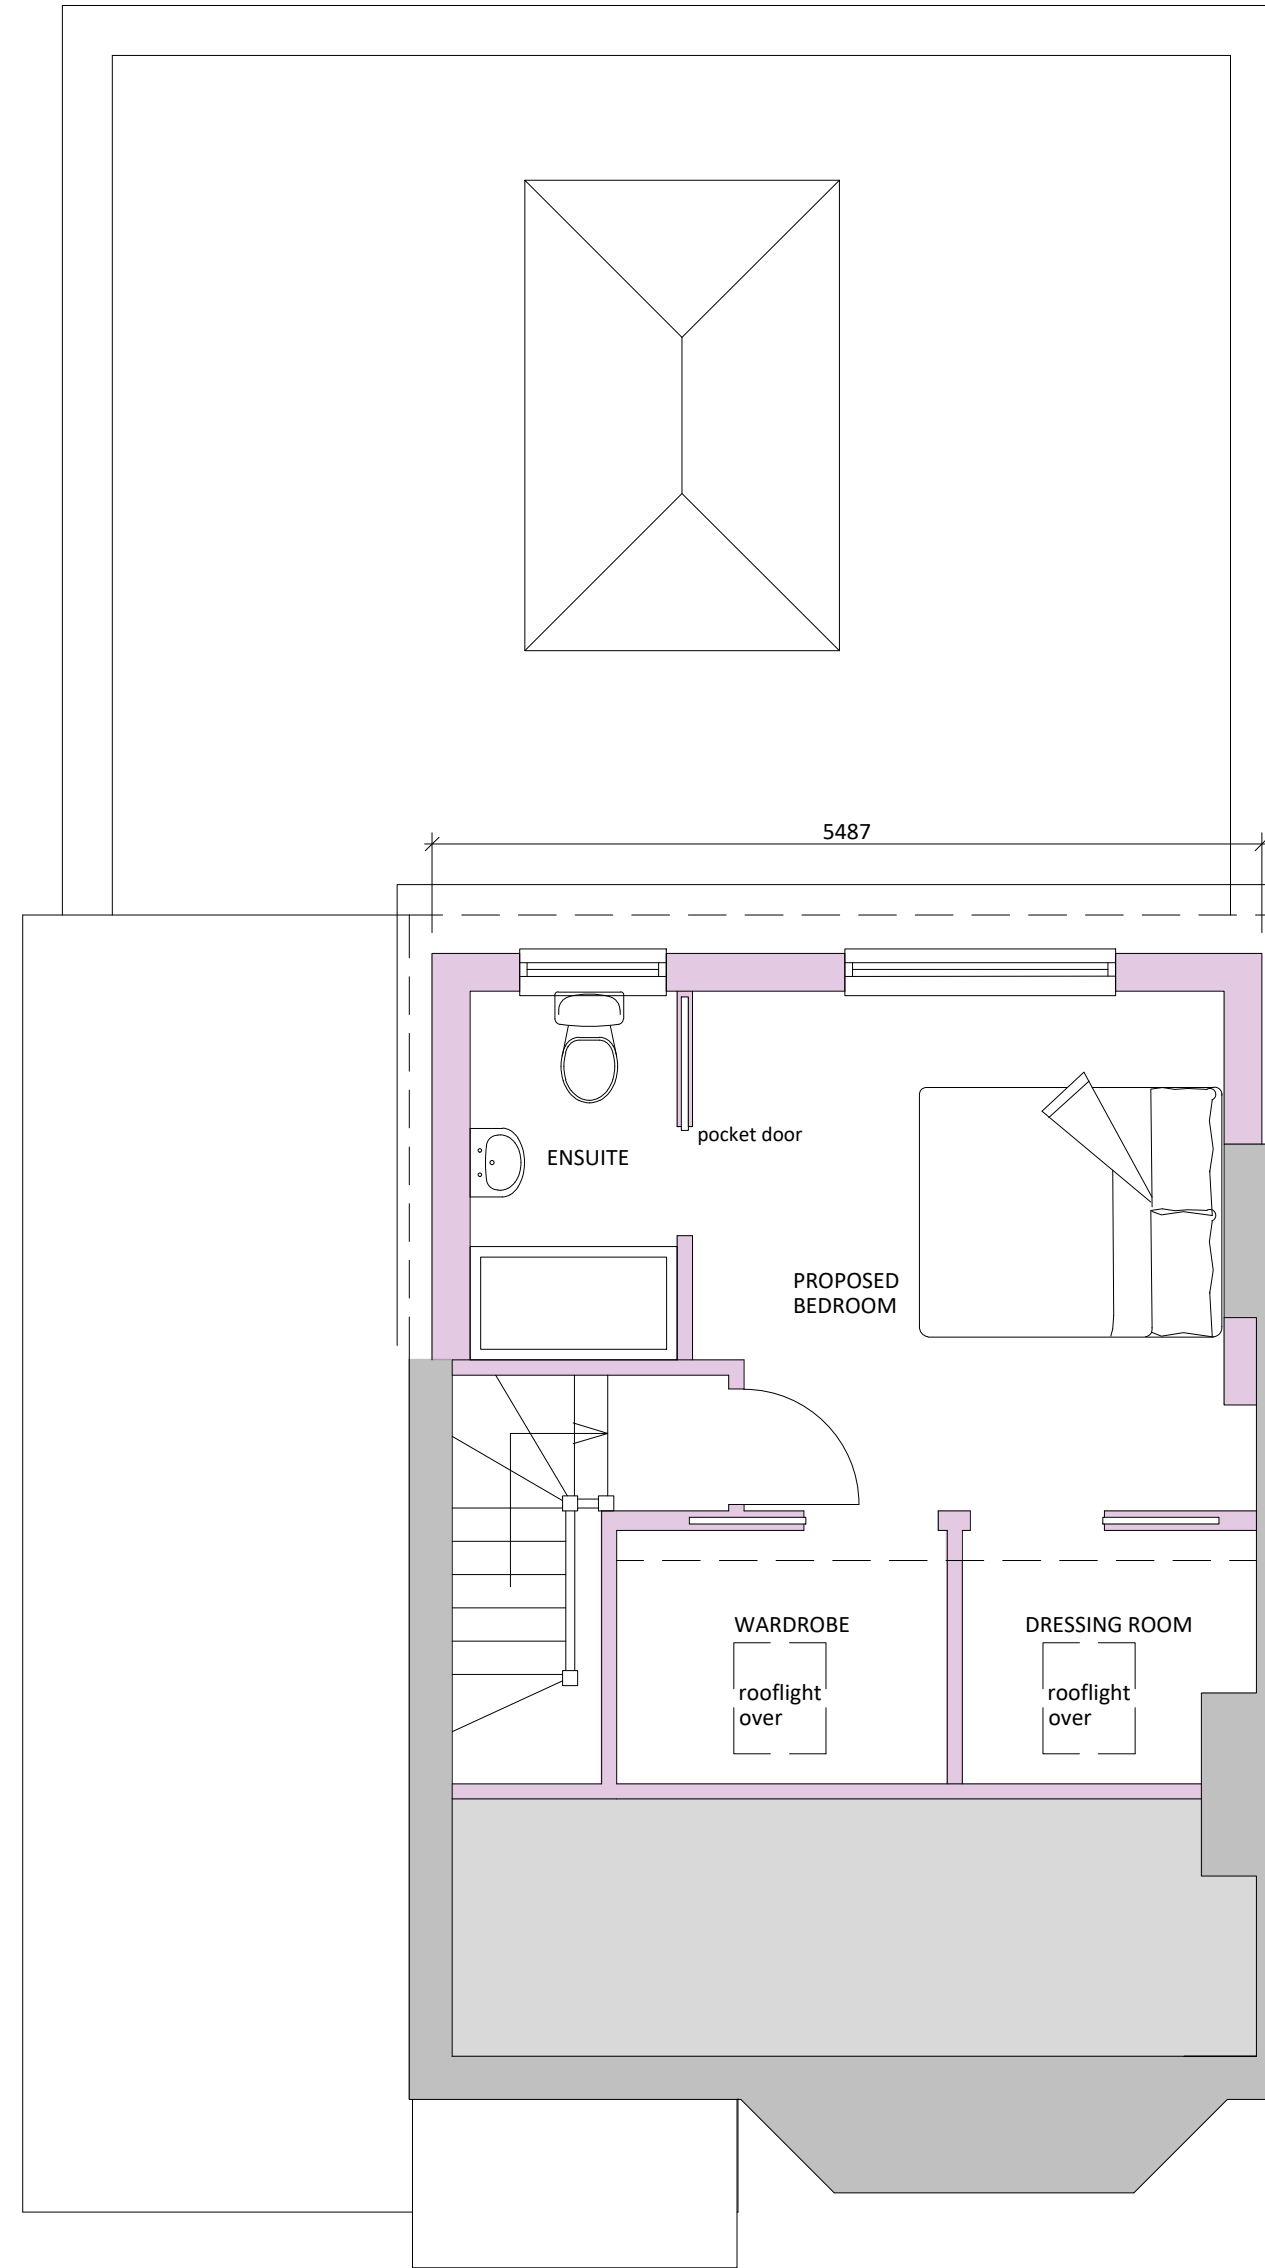 5487
pocket door
ENSUITE
PROPOSED
BEDROOM
WARDROBE
DRESSING ROOM
rooflight
over
rooflight
over